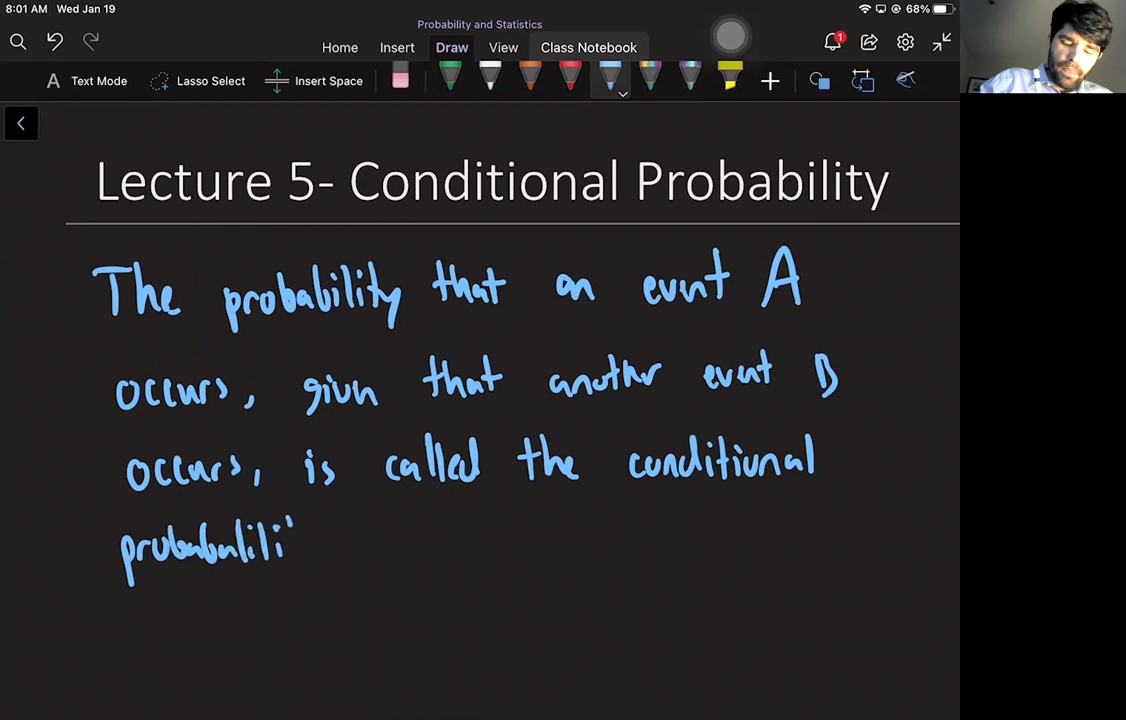 8:01 AM Wed Jan 19
68%
Probability and Statistics
Home Insert Draw View Class Notebook
1
A Text Mode Lasso Select Insert Space
Lecture 5- Conditional Probability
The probability that an event A
occurs, given that another event B
occurs, is called the conditional
probabalili